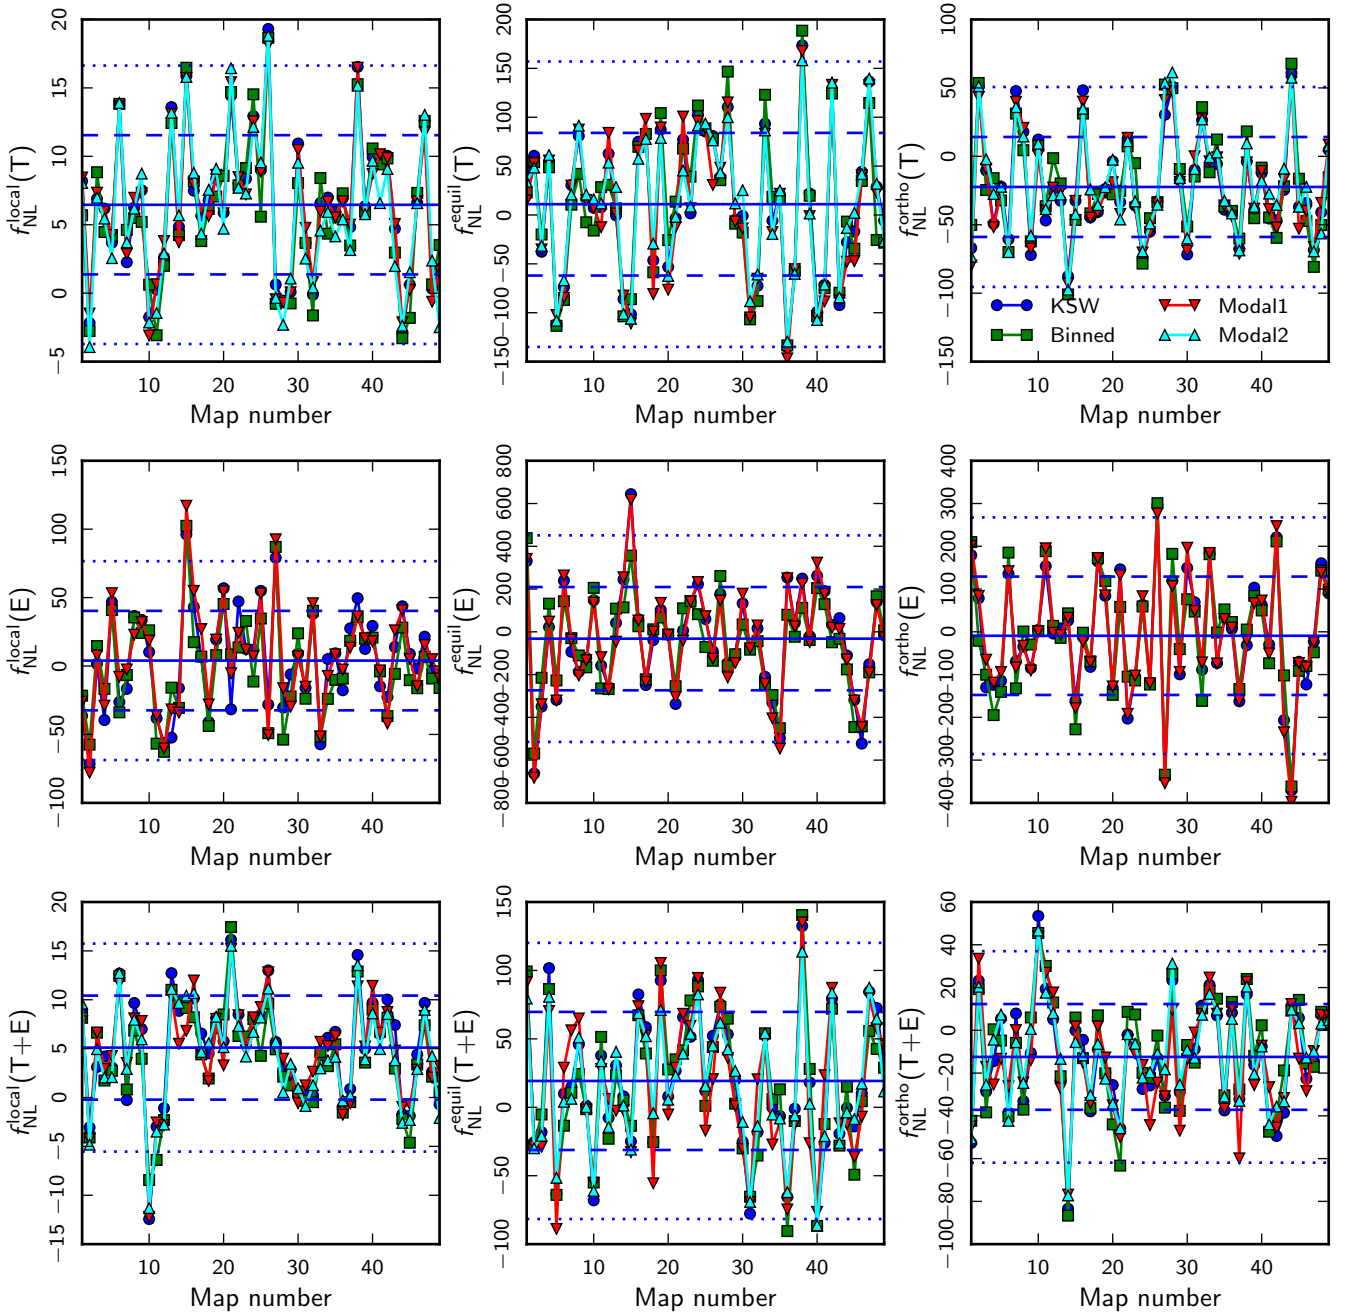 f_NL^local(T)
20
15
10
5
0
−5
10 20 30 40
Map number
f_NL^equil(T)
200
150
100
50
0
−50
−100
−150
10 20 30 40
Map number
f_NL^ortho(T)
100
50
0
−50
−100
−150
KSW Modal1
Binned Modal2
10 20 30 40
Map number
f_NL^local(E)
150
100
50
0
−50
−100
10 20 30 40
Map number
f_NL^equil(E)
800
600
400
200
0
−200
−400
−600
−800
10 20 30 40
Map number
f_NL^ortho(E)
400
300
200
100
0
−100
−200
−300
−400
10 20 30 40
Map number
f_NL^local(T+E)
20
15
10
5
0
−5
−10
−15
10 20 30 40
Map number
f_NL^equil(T+E)
150
100
50
0
−50
−100
10 20 30 40
Map number
f_NL^ortho(T+E)
60
40
20
0
−20
−40
−60
−80
−100
10 20 30 40
Map number